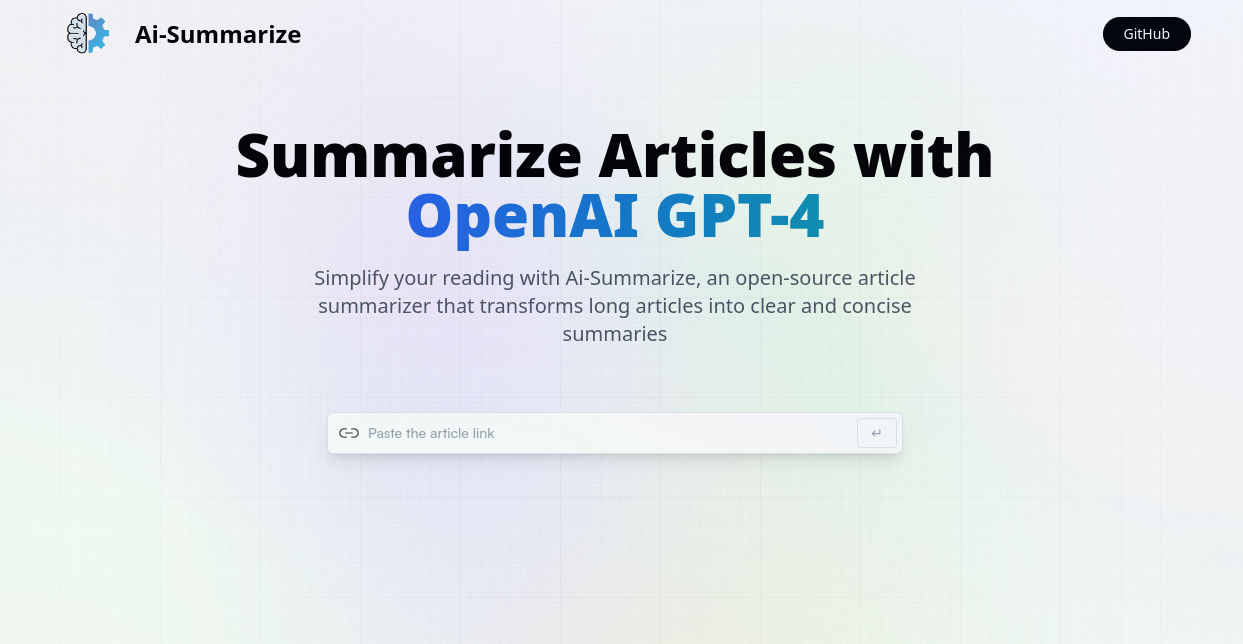 Ai-Summarize
GitHub
Summarize Articles with
OpenAI GPT-4
Simplify your reading with Ai-Summarize, an open-source article
summarizer that transforms long articles into clear and concise
summaries
Paste the article link
↵